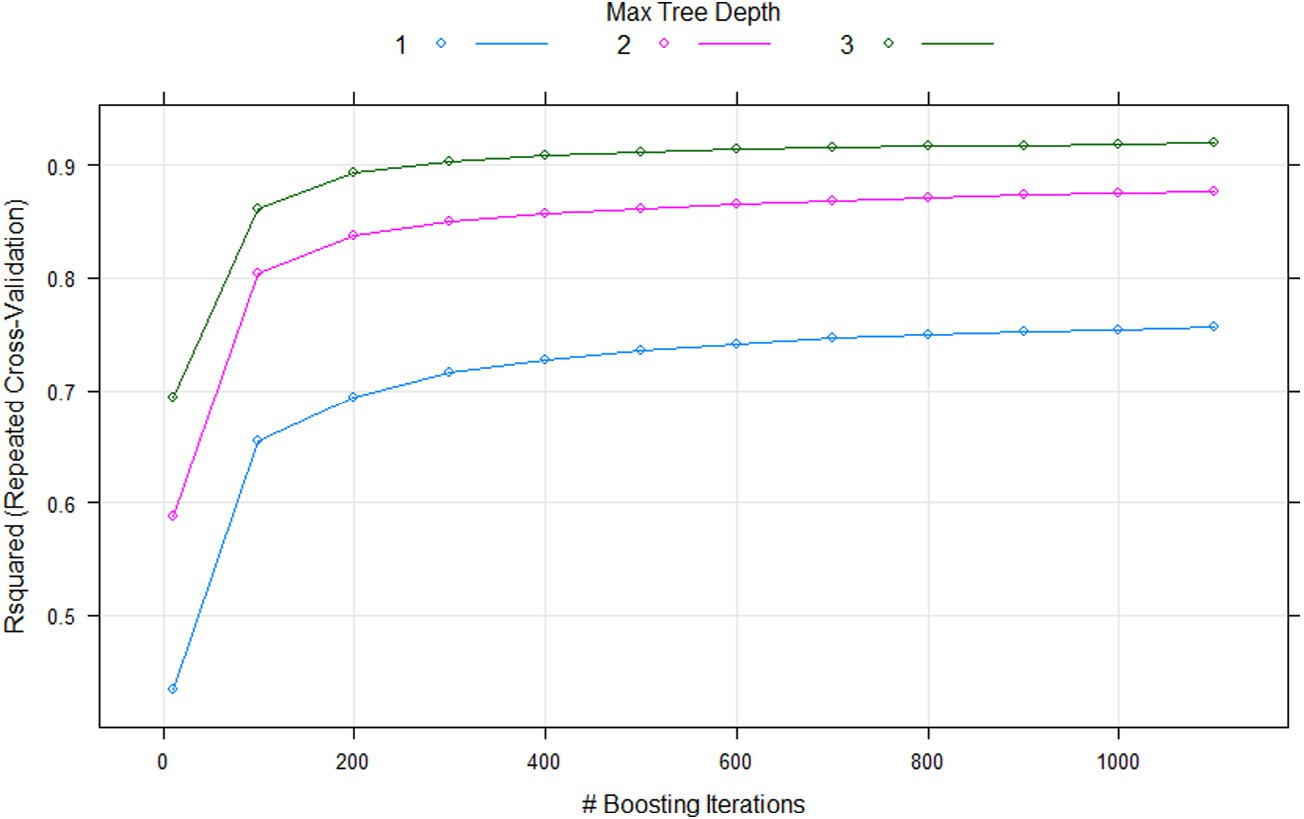 Max Tree Depth
1 2 3
0.9
0.8
0.7
0.6
0.5
Rsquared (Repeated Cross-Validation)
0 200 400 600 800 1000
# Boosting Iterations